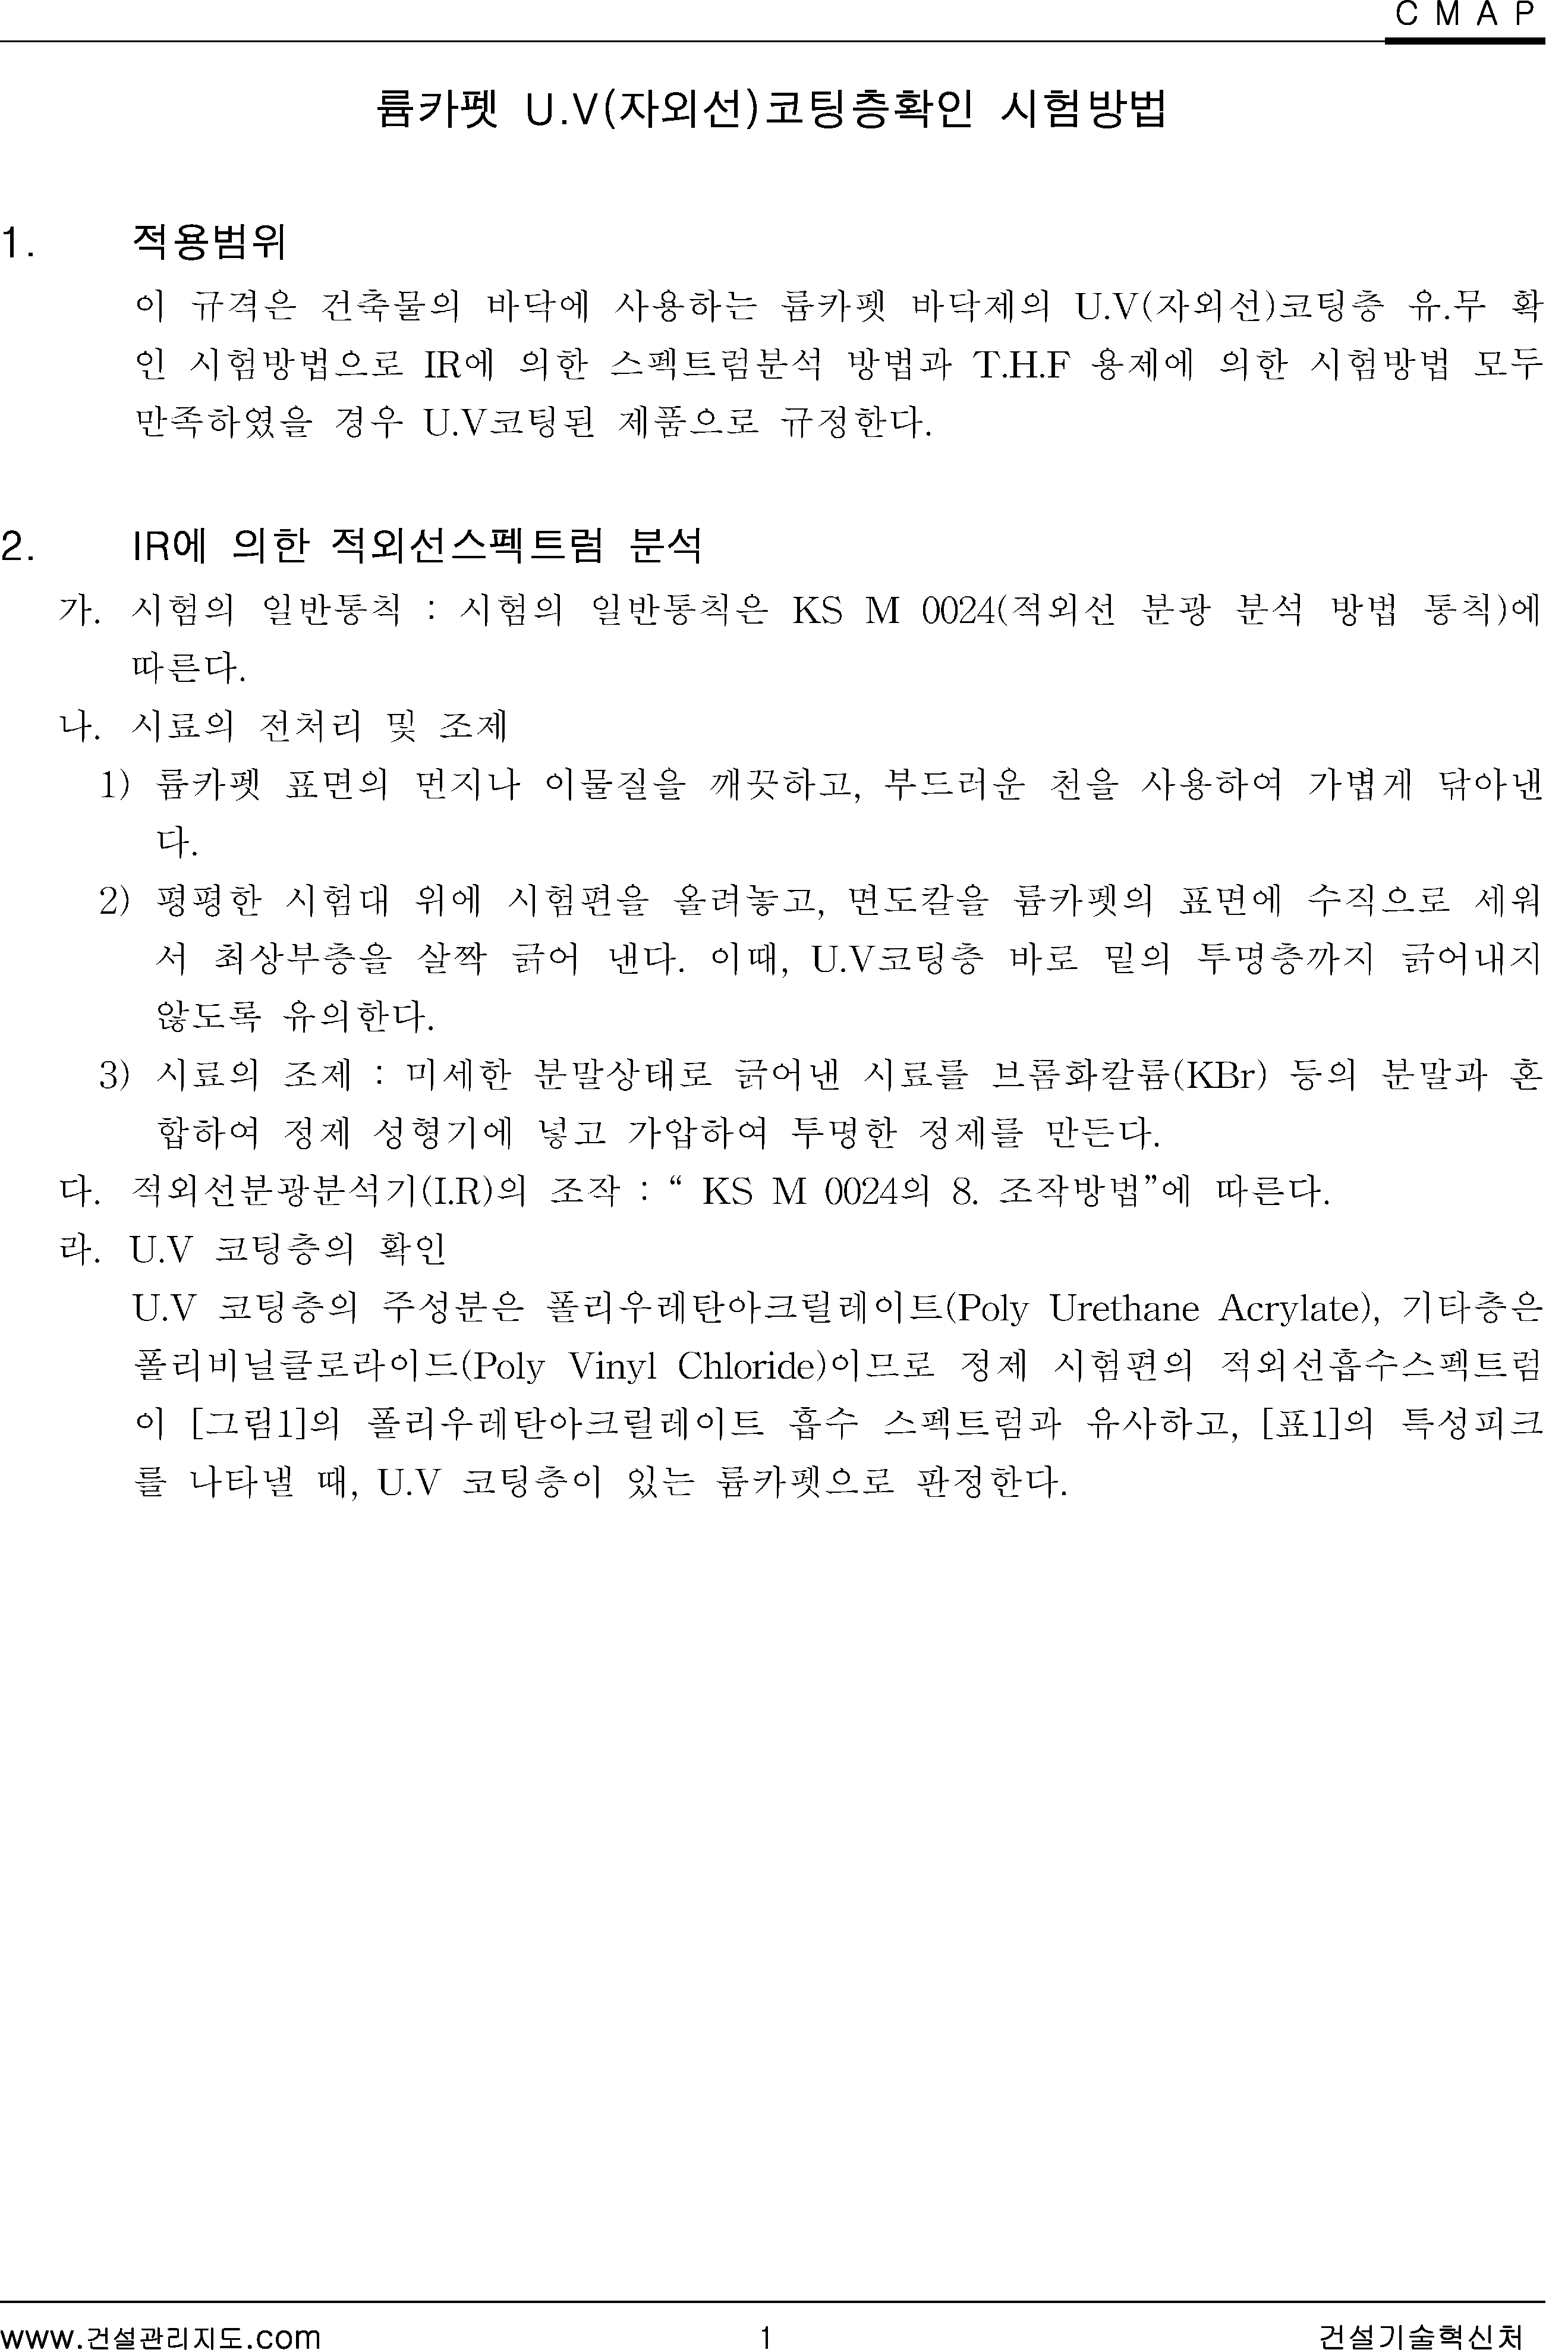 C M A P
륨카펫 U.V(자외선)코팅층확인 시험방법
1. 적용범위
이 규격은 건축물의 바닥에 사용하는 륨카펫 바닥제의 U.V(자외선)코팅층 유.무 확
인 시험방법으로 IR에 의한 스펙트럼분석 방법과 T.H.F 용제에 의한 시험방법 모두
만족하였을 경우 U.V코팅된 제품으로 규정한다.
2. IR에 의한 적외선스펙트럼 분석
가. 시험의 일반통칙 : 시험의 일반통칙은 KS M 0024(적외선 분광 분석 방법 통칙)에
따른다.
나. 시료의 전처리 및 조제
1) 륨카펫 표면의 먼지나 이물질을 깨끗하고, 부드러운 천을 사용하여 가볍게 닦아낸
다.
2) 평평한 시험대 위에 시험편을 올려놓고, 면도칼을 륨카펫의 표면에 수직으로 세워
서 최상부층을 살짝 긁어 낸다. 이때, U.V코팅층 바로 밑의 투명층까지 긁어내지
않도록 유의한다.
3) 시료의 조제 : 미세한 분말상태로 긁어낸 시료를 브롬화칼륨(KBr) 등의 분말과 혼
합하여 정제 성형기에 넣고 가압하여 투명한 정제를 만든다.
다. 적외선분광분석기(I.R)의 조작 : “ KS M 0024의 8. 조작방법”에 따른다.
라. U.V 코팅층의 확인
U.V 코팅층의 주성분은 폴리우레탄아크릴레이트(Poly Urethane Acrylate), 기타층은
폴리비닐클로라이드(Poly Vinyl Chloride)이므로 정제 시험편의 적외선흡수스펙트럼
이 [그림1]의 폴리우레탄아크릴레이트 흡수 스펙트럼과 유사하고, [표1]의 특성피크
를 나타낼 때, U.V 코팅층이 있는 륨카펫으로 판정한다.
www.건설관리지도.com 1 건설기술혁신처